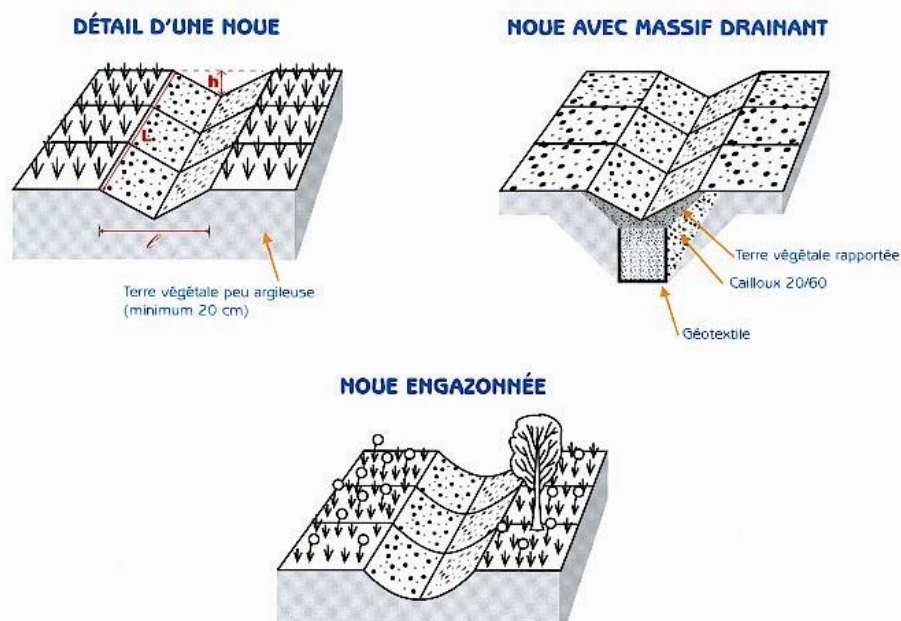 DÉTAIL D'UNE NOUE
h
L
ℓ
Terre végétale peu argileuse
(minimum 20 cm)
NOUE AVEC MASSIF DRAINANT
Terre végétale rapportée
Cailloux 20/60
Géotextile
NOUE ENGAZONNÉE